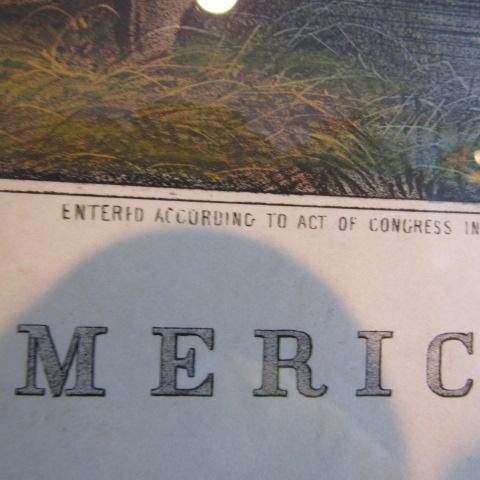 ENTERED ACCORDING TO ACT OF CONGRESS IN
MERIC